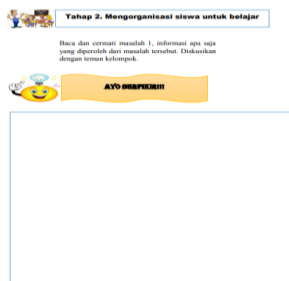 Tahap 2. Mengorganisasi siswa untuk belajar
Baca dan cermati masalah 1, informasi apa saja
yang diperoleh dari masalah tersebut. Diskusikan
dengan teman kelompok.
AYO BERPIKIR!!!